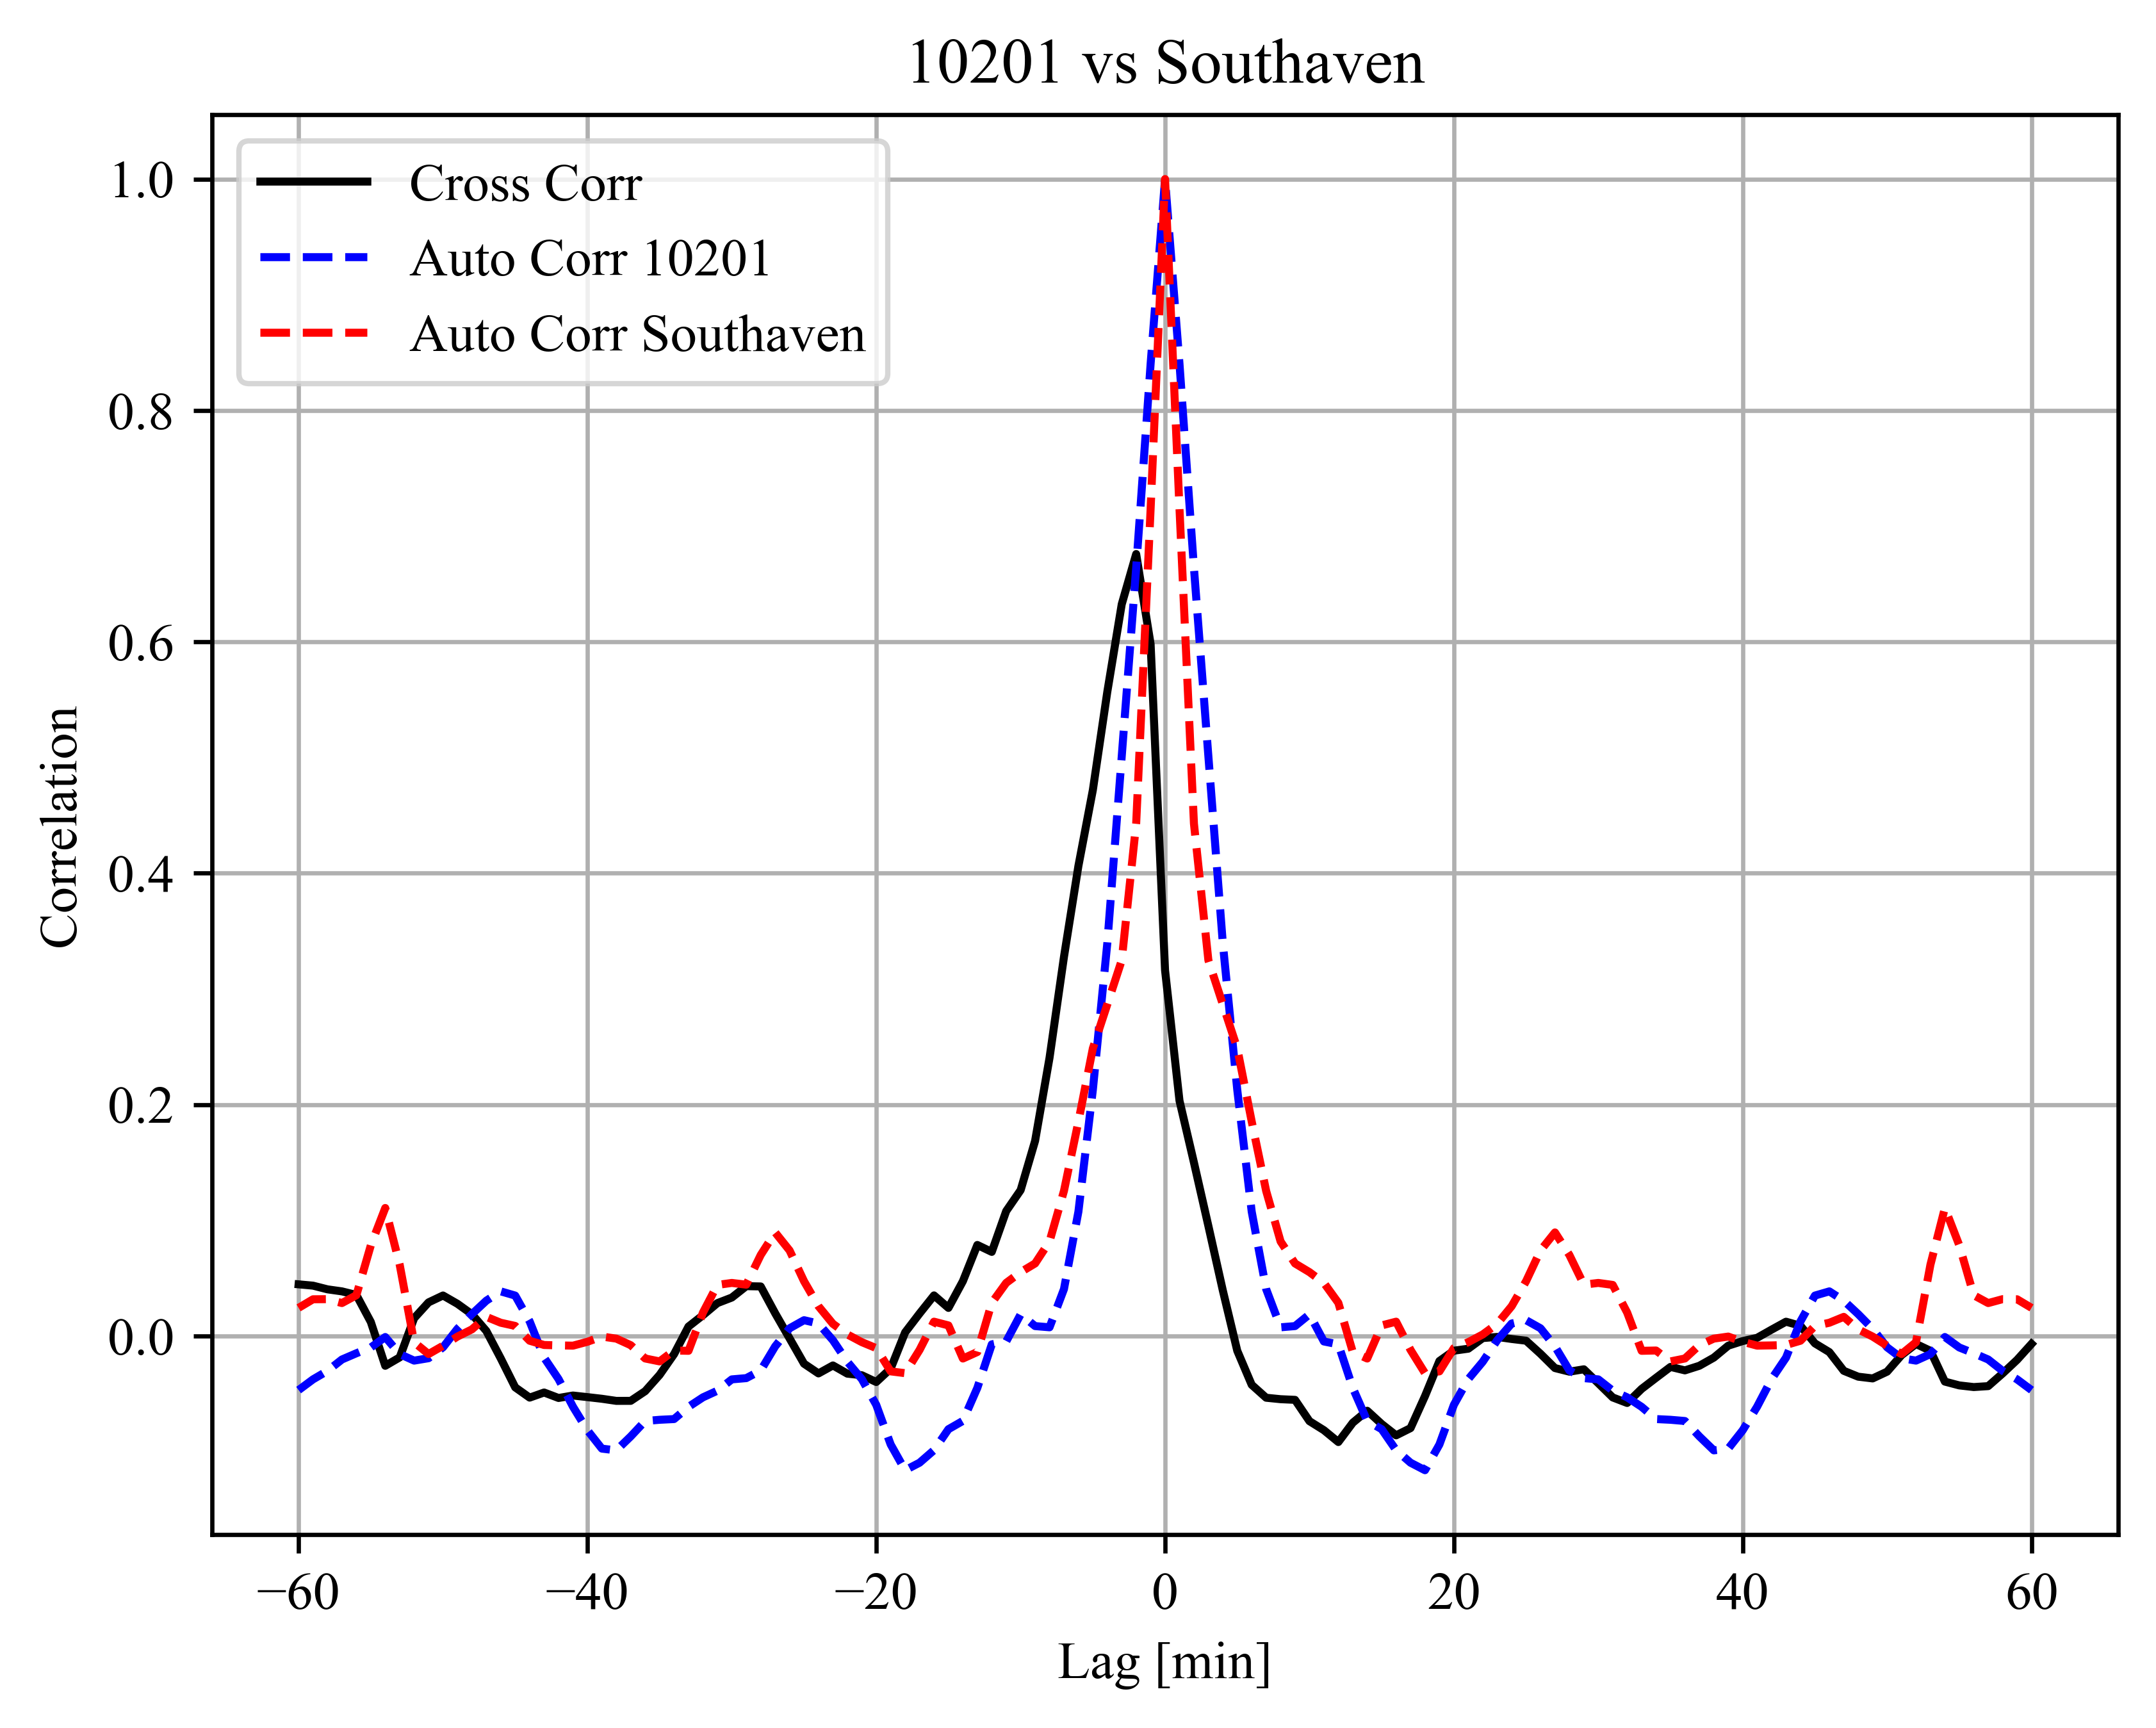 10201 vs Southaven
Cross Corr
Auto Corr 10201
Auto Corr Southaven
1.0
0.8
0.6
0.4
0.2
0.0
Correlation
−60 −40 −20 0 20 40 60
Lag [min]